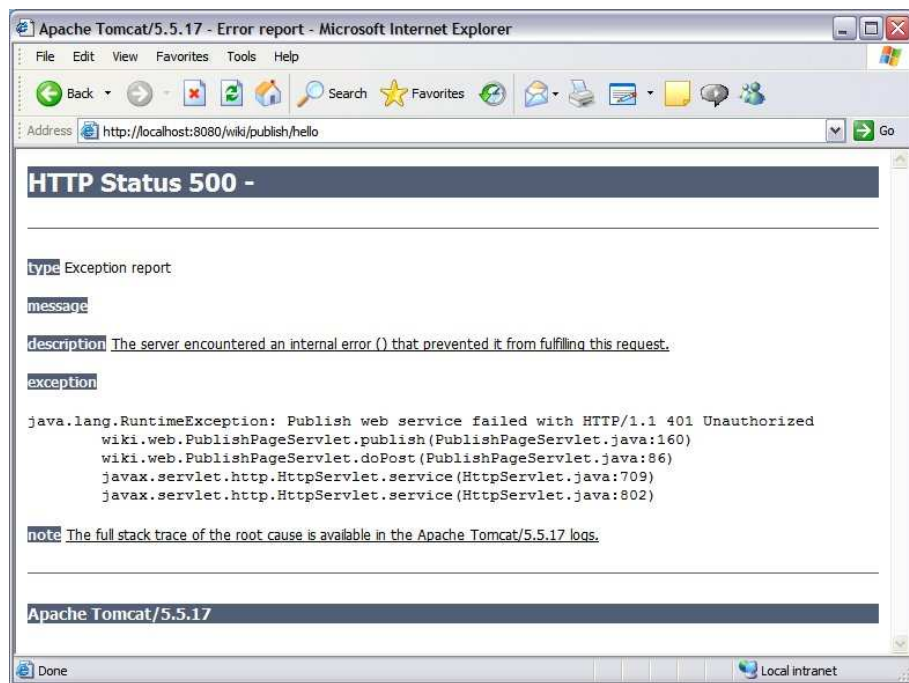 Apache Tomcat/5.5.17 - Error report - Microsoft Internet Explorer
File Edit View Favorites Tools Help
Back Search Favorites
Address http://localhost:8080/wiki/publish/hello Go
HTTP Status 500 -
type Exception report
message
description The server encountered an internal error () that prevented it from fulfilling this request.
exception
java.lang.RuntimeException: Publish web service failed with HTTP/1.1 401 Unauthorized
wiki.web.PublishPageServlet.publish(PublishPageServlet.java:160)
wiki.web.PublishPageServlet.doPost(PublishPageServlet.java:86)
javax.servlet.http.HttpServlet.service(HttpServlet.java:709)
javax.servlet.http.HttpServlet.service(HttpServlet.java:802)
note The full stack trace of the root cause is available in the Apache Tomcat/5.5.17 logs.
Apache Tomcat/5.5.17
Done Local intranet